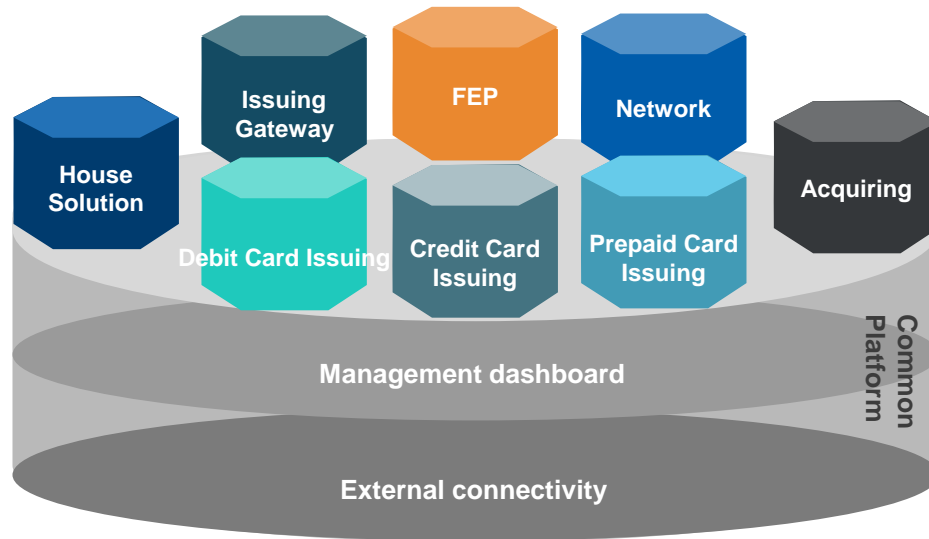 Issuing
Gateway
FEP
Network
House
Solution
Acquiring
Debit Card Issuing
Credit Card
Issuing
Prepaid Card
Issuing
Common
Platform
Management dashboard
External connectivity